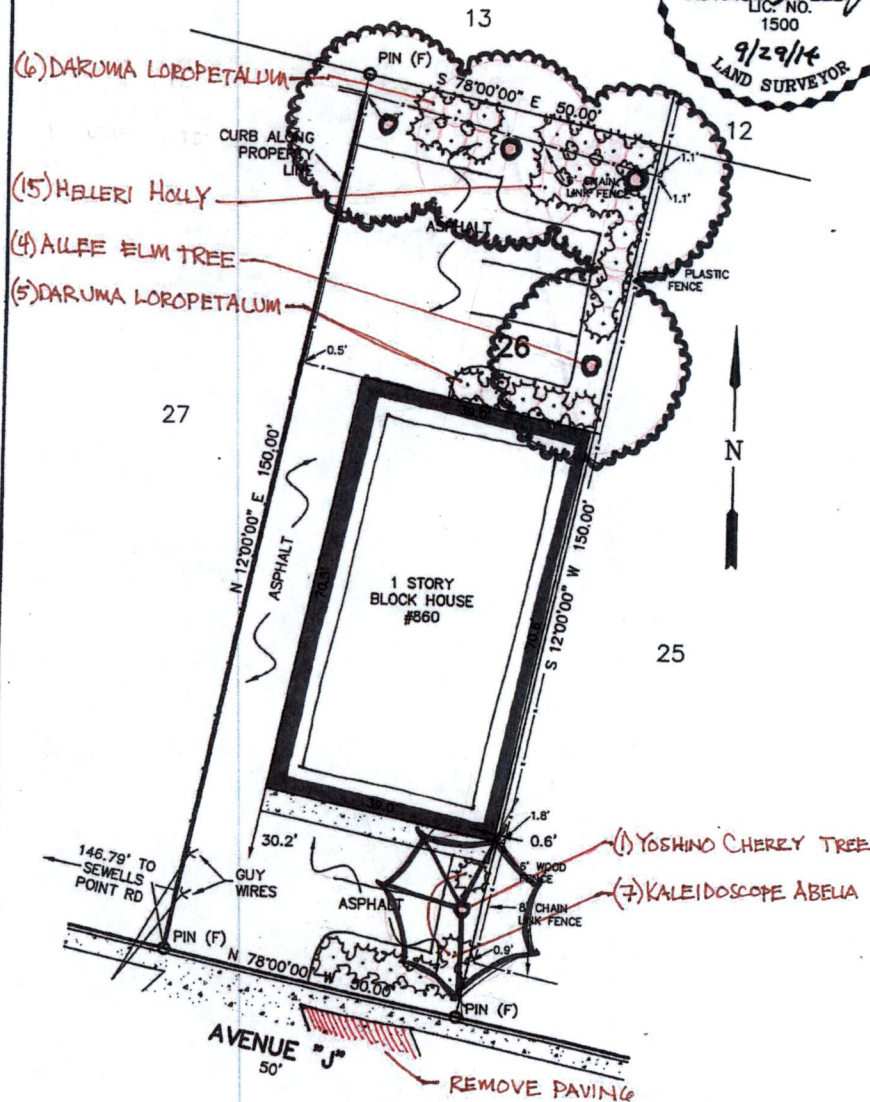 13
LIC. NO.
1500
9/29/14
LAND SURVEYOR
PIN (F)
(6) DARUMA LOROPETALUM
S 78°00'00" E 50.00'
12
CURB ALONG
PROPERTY
LINE
1.1'
1.1'
CHAIN
LINK FENCE
(15) HELLERI HOLLY
ASPHALT
(4) ALLEE ELM TREE
PLASTIC
FENCE
(5) DARUMA LOROPETALUM
26
0.5'
27
N
N 12°00'00" E 150.00'
ASPHALT
S 12°00'00" W 150.00'
1 STORY
BLOCK HOUSE
#860
25
1.8'
0.6'
30.2'
(1) YOSHINO CHERRY TREE
5' WOOD
FENCE
146.79' TO
SEWELLS
POINT RD
GUY
WIRES
ASPHALT
8' CHAIN
LINK FENCE
(7) KALEIDOSCOPE ABELIA
0.9'
PIN (F)
N 78°00'00" W 50.00'
PIN (F)
AVENUE "J"
50'
REMOVE PAVING